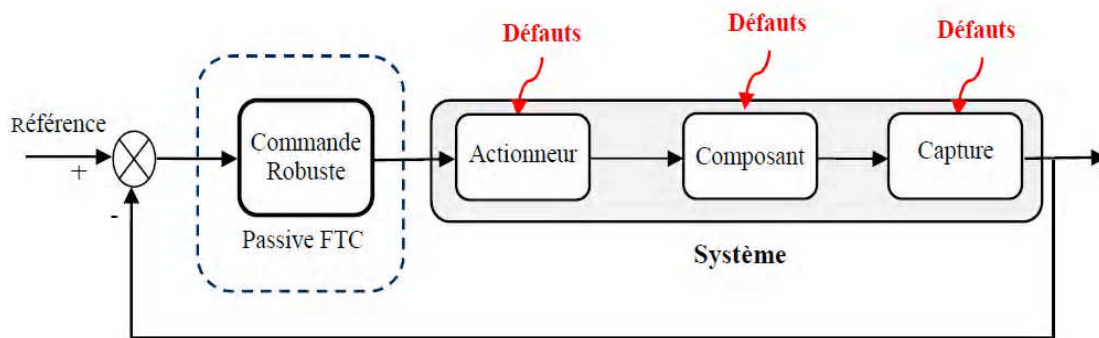 Défauts
Défauts
Défauts
Référence
+
-
Commande
Robuste
Passive FTC
Actionneur
Composant
Capture
Système